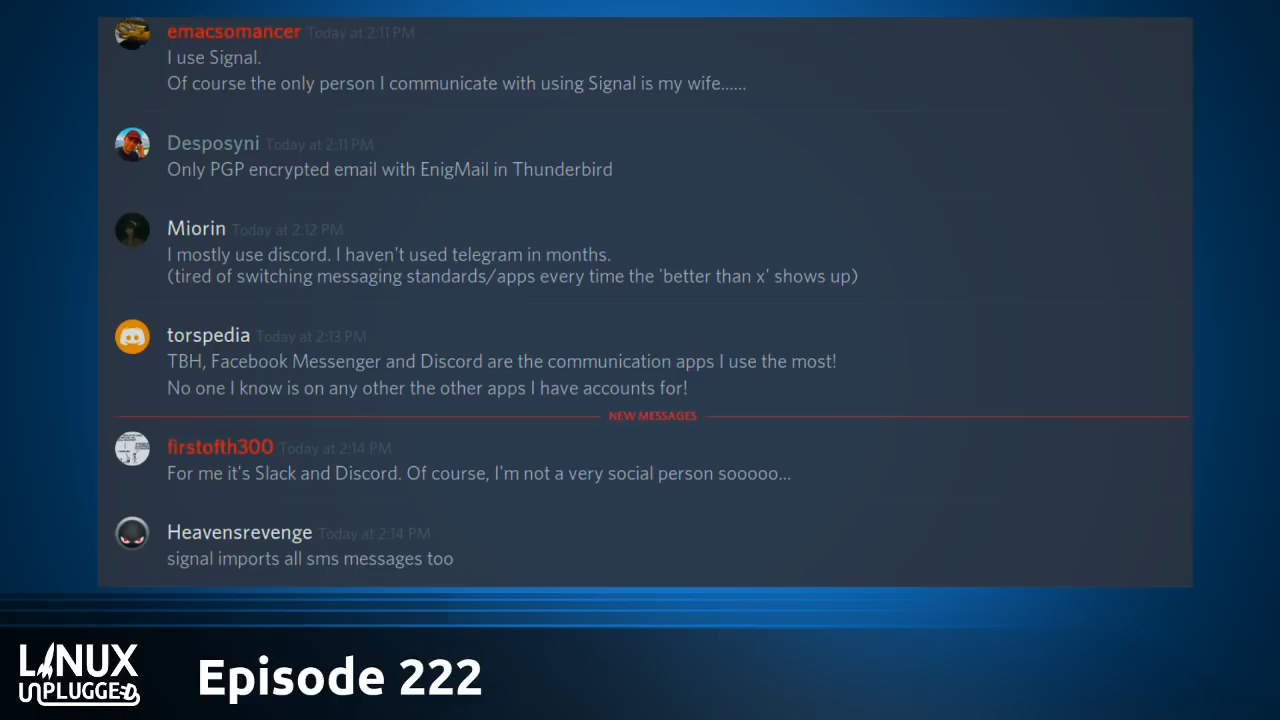 emacsomancer Today at 2:11 PM
I use Signal.
Of course the only person I communicate with using Signal is my wife......
Desposyni Today at 2:11 PM
Only PGP encrypted email with EnigMail in Thunderbird
Miorin Today at 2:12 PM
I mostly use discord. I haven't used telegram in months.
(tired of switching messaging standards/apps every time the 'better than x' shows up)
torspedia Today at 2:13 PM
TBH, Facebook Messenger and Discord are the communication apps I use the most!
No one I know is on any other the other apps I have accounts for!
NEW MESSAGES
firstofth300 Today at 2:14 PM
For me it's Slack and Discord. Of course, I'm not a very social person sooooo...
Heavensrevenge Today at 2:14 PM
signal imports all sms messages too
LINUX
UNPLUGGED
Episode 222